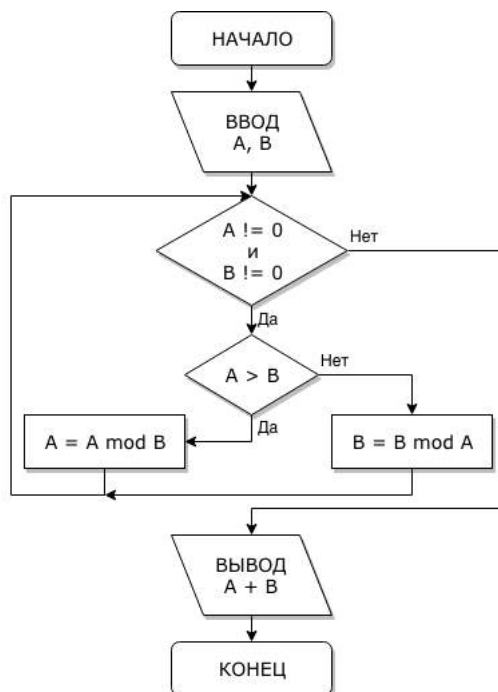 НАЧАЛО
ВВОД
A, B
A != 0
и
B != 0
Нет
Да
A > B
Нет
Да
A = A mod B
B = B mod A
ВЫВОД
A + B
КОНЕЦ